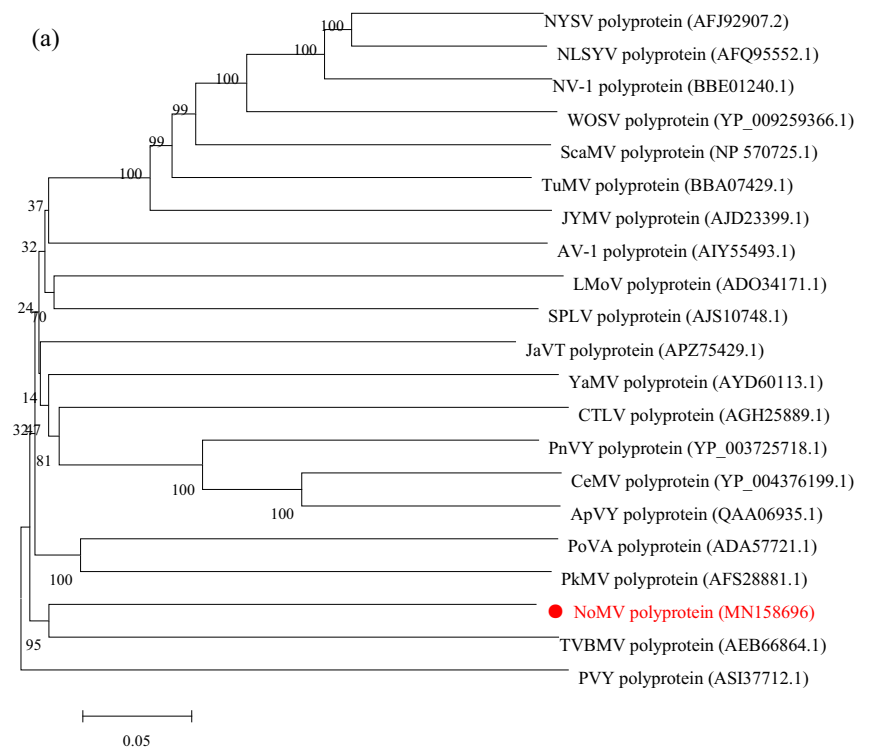 (a)
100
NYSV polyprotein (AFJ92907.2)
100
NLSYV polyprotein (AFQ95552.1)
100
NV-1 polyprotein (BBE01240.1)
99
WOSV polyprotein (YP_009259366.1)
99
ScaMV polyprotein (NP 570725.1)
100
TuMV polyprotein (BBA07429.1)
37
JYMV polyprotein (AJD23399.1)
32
AV-1 polyprotein (AIY55493.1)
LMoV polyprotein (ADO34171.1)
24
70
SPLV polyprotein (AJS10748.1)
JaVT polyprotein (APZ75429.1)
YaMV polyprotein (AYD60113.1)
14
CTLV polyprotein (AGH25889.1)
32
47
PnVY polyprotein (YP_003725718.1)
81
CeMV polyprotein (YP_004376199.1)
100
ApVY polyprotein (QAA06935.1)
100
PoVA polyprotein (ADA57721.1)
100
PkMV polyprotein (AFS28881.1)
NoMV polyprotein (MN158696)
95
TVBMV polyprotein (AEB66864.1)
PVY polyprotein (ASI37712.1)
0.05